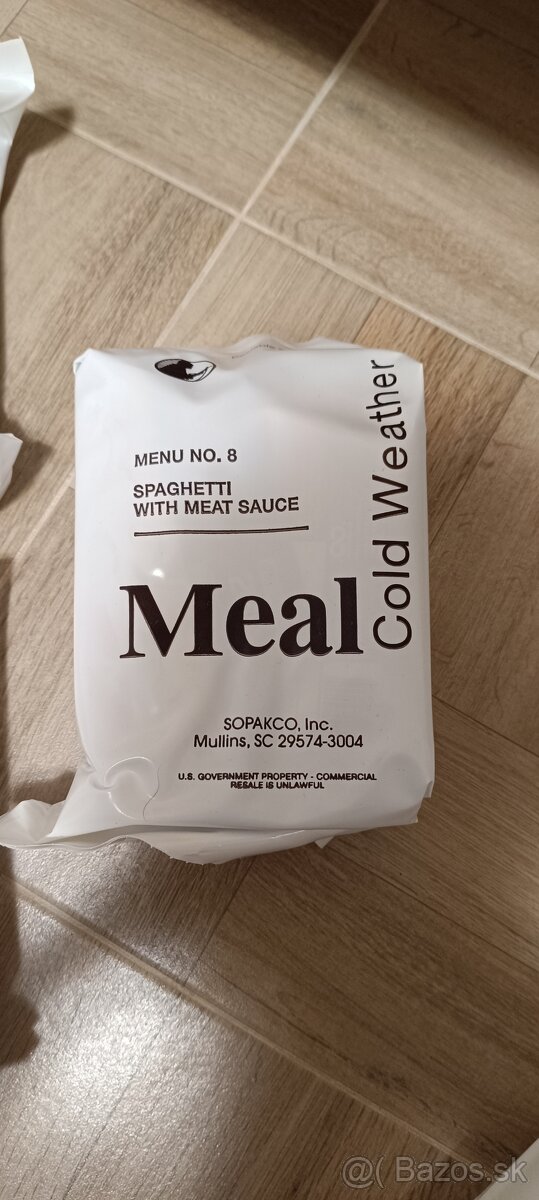 MENU NO. 8
SPAGHETTI
WITH MEAT SAUCE
Meal
Cold Weather
SOPAKCO, Inc.
Mullins, SC 29574-3004
U.S. GOVERNMENT PROPERTY - COMMERCIAL
RESALE IS UNLAWFUL
@( Bazos.sk